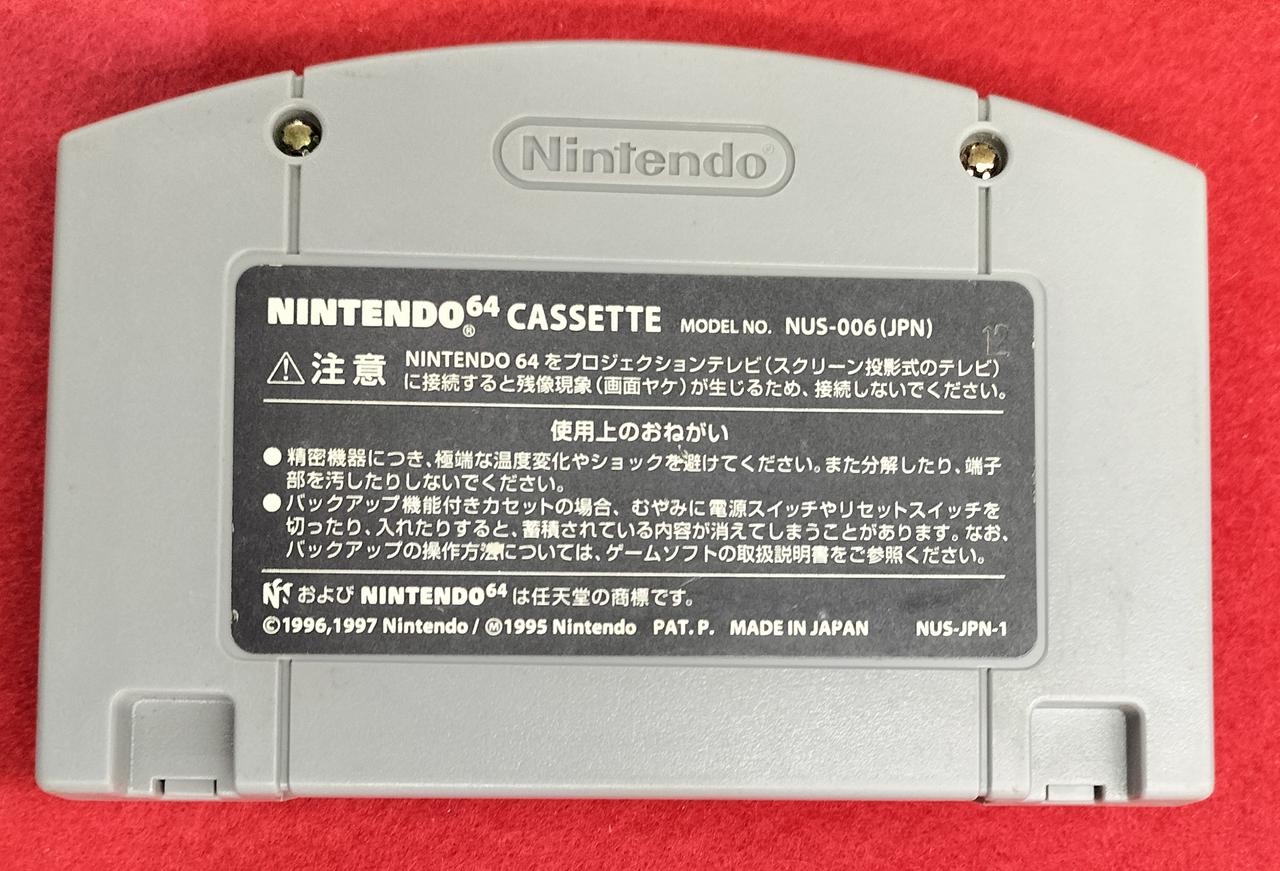 Nintendo®
NINTENDO64® CASSETTE MODEL NO. NUS-006(JPN)
12
⚠注意 NINTENDO 64 をプロジェクションテレビ(スクリーン投影式のテレビ)
に接続すると残像現象(画面ヤケ)が生じるため、接続しないでください。
使用上のおねがい
●精密機器につき、極端な温度変化やショックを避けてください。また分解したり、端子
部を汚したりしないでください。
●バックアップ機能付きカセットの場合、むやみに電源スイッチやリセットスイッチを
切ったり、入れたりすると、蓄積されている内容が消えてしまうことがあります。なお、
バックアップの操作方法については、ゲームソフトの取扱説明書をご参照ください。
および NINTENDO64 は任天堂の商標です。
©1996,1997 Nintendo / Ⓜ1995 Nintendo PAT. P. MADE IN JAPAN NUS-JPN-1